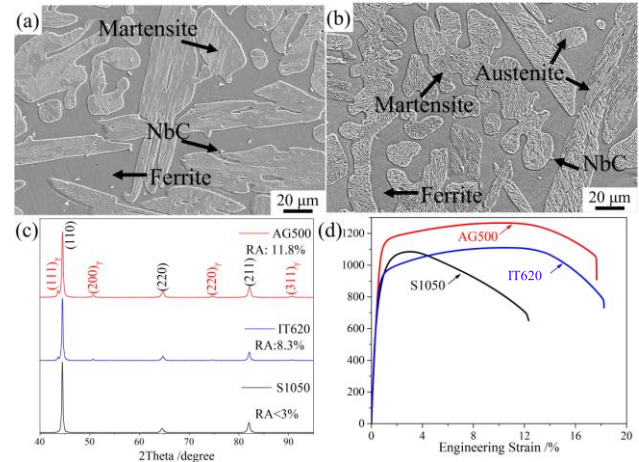 (a)
Martensite
NbC
Ferrite
20 μm
(b)
Austenite
Martensite
NbC
Ferrite
20 μm
(c)
(111)γ
(110)
(200)γ
(220)
(220)γ
(211)
(311)γ
AG500
RA: 11.8%
IT620
RA:8.3%
S1050
RA<3%
40 50 60 70 80 90
2Theta /degree
(d)
1200
1000
800
600
400
200
0
AG500
S1050
IT620
0 4 8 12 16 20
Engineering Strain /%